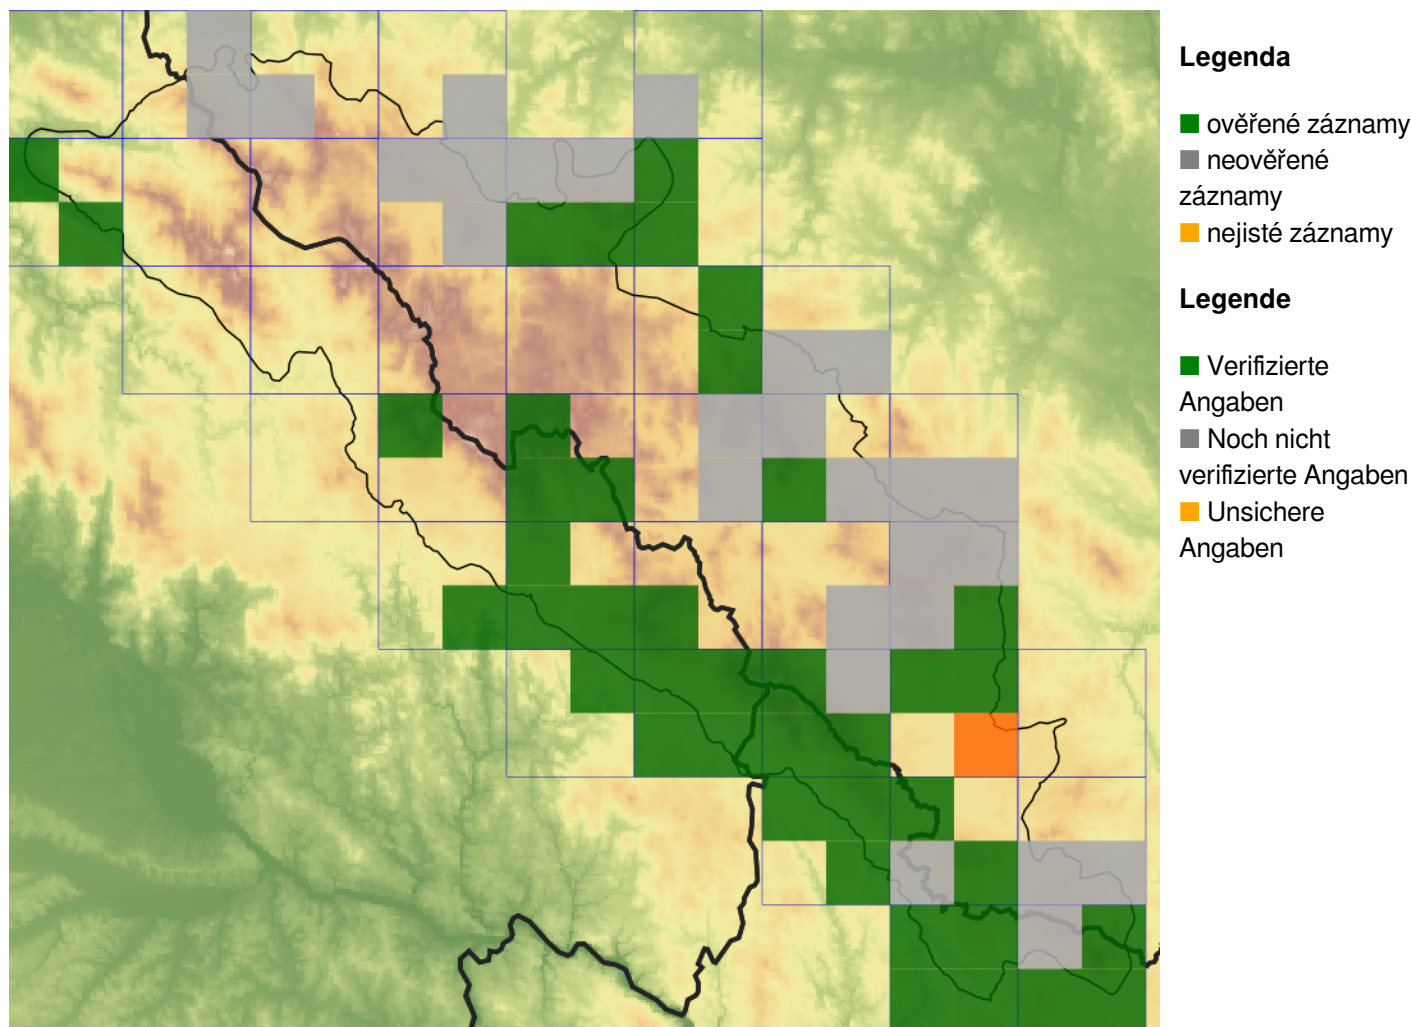 Legenda
ověřené záznamy
neověřené
záznamy
nejisté záznamy
Legende
Verifizierte
Angaben
Noch nicht
verifizierte Angaben
Unsichere
Angaben